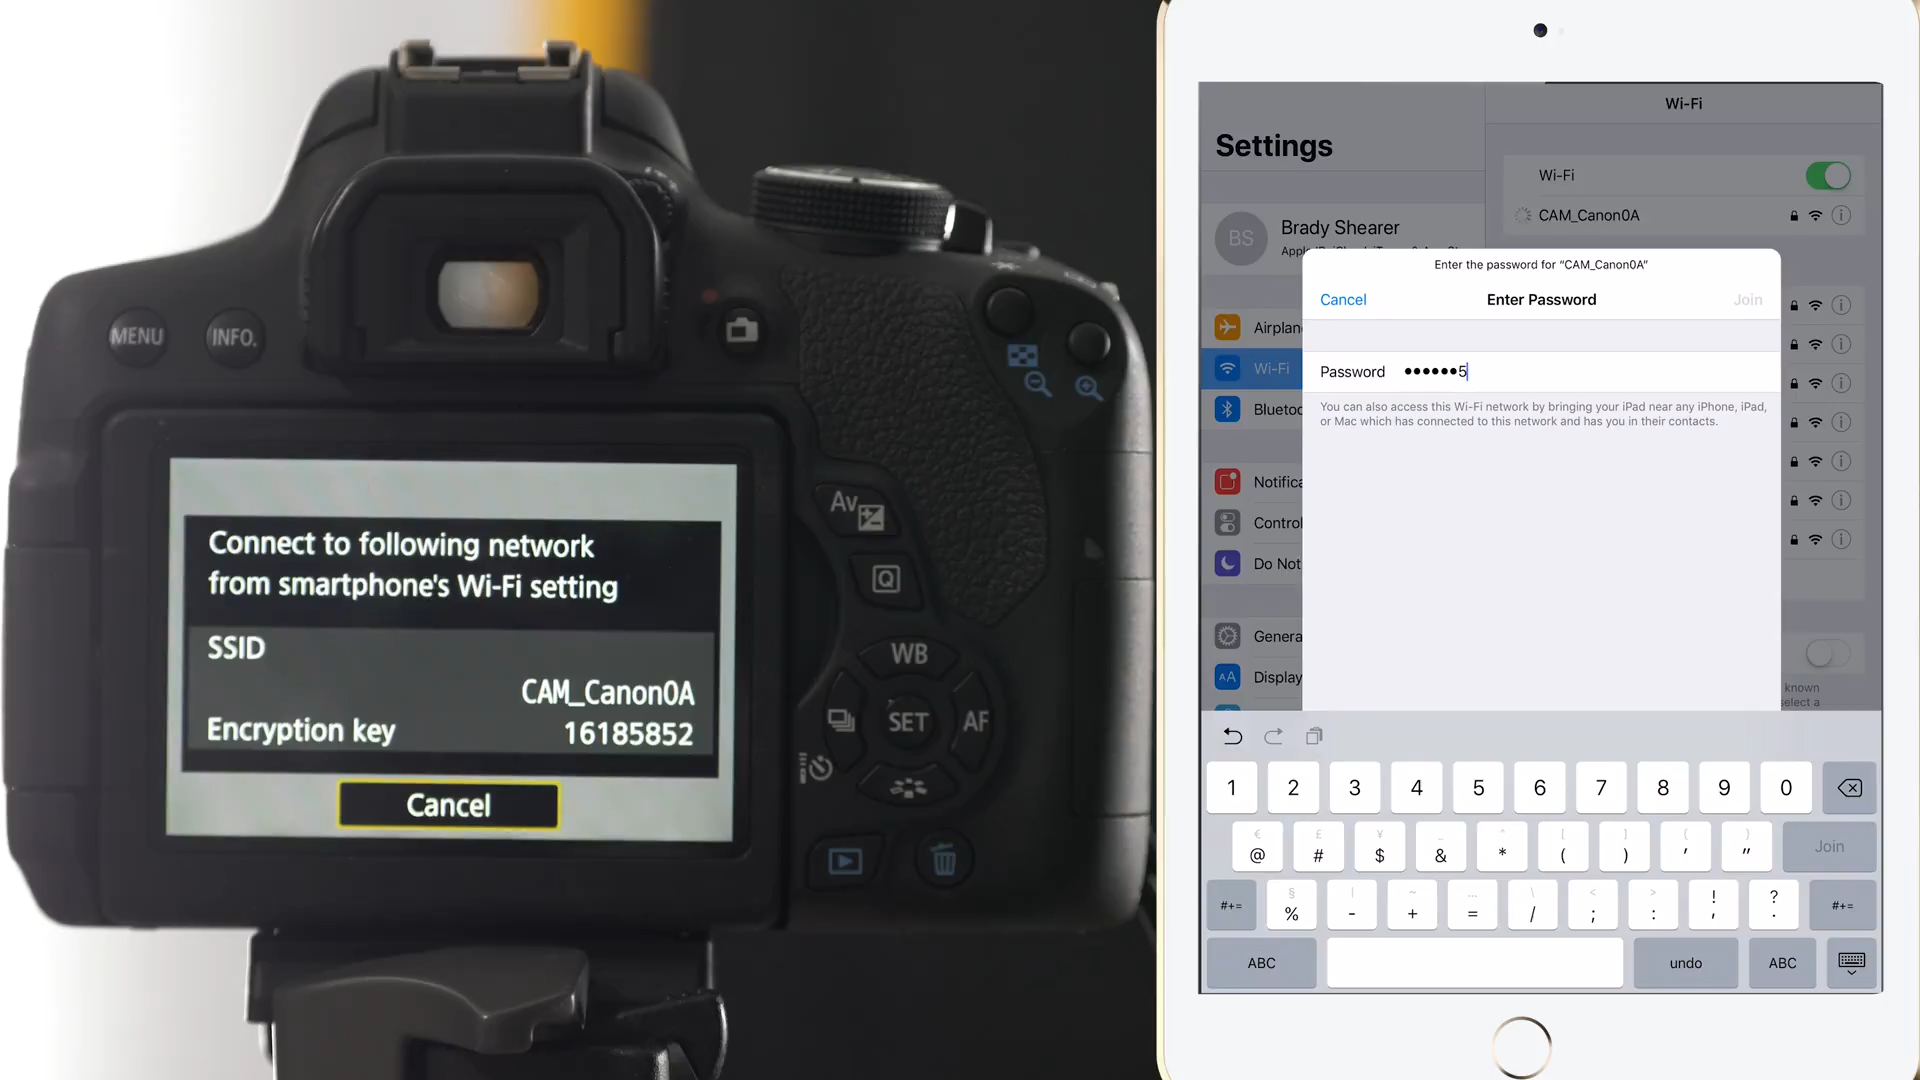 MENU
INFO.
Av
Q
WB
SET
AF
Connect to following network
from smartphone's Wi-Fi setting
SSID
CAM_Canon0A
Encryption key
16185852
Cancel
Wi-Fi
Settings
Wi-Fi
CAM_Canon0A
BS
Brady Shearer
Enter the password for “CAM_Canon0A”
Cancel
Enter Password
Join
Airplan
Wi-Fi
Password ●●●●●●5
Bluetoo
You can also access this Wi-Fi network by bringing your iPad near any iPhone, iPad,
or Mac which has connected to this network and has you in their contacts.
Notifica
Control
Do Not
Genera
AA
Display
known
select a
1 2 3 4 5 6 7 8 9 0
€ £ ¥ _ ^ [ ] { }
@ # $ & * ( ) ' "
Join
§ | ~ … \ < > ! ?
#+= % - + = / ; : , . #+=
ABC
undo
ABC